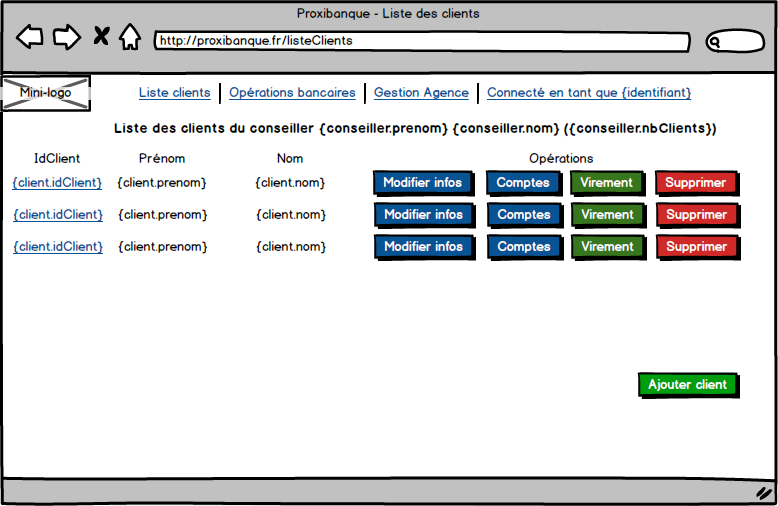 Proxibanque - Liste des clients
http://proxibanque.fr/listeClients
Mini-logo Liste clients Opérations bancaires Gestion Agence Connecté en tant que {identifiant}
Liste des clients du conseiller {conseiller.prenom} {conseiller.nom} ({conseiller.nbClients})
IdClient Prénom Nom Opérations
{client.idClient} {client.prenom} {client.nom} Modifier infos Comptes Virement Supprimer
{client.idClient} {client.prenom} {client.nom} Modifier infos Comptes Virement Supprimer
{client.idClient} {client.prenom} {client.nom} Modifier infos Comptes Virement Supprimer
Ajouter client